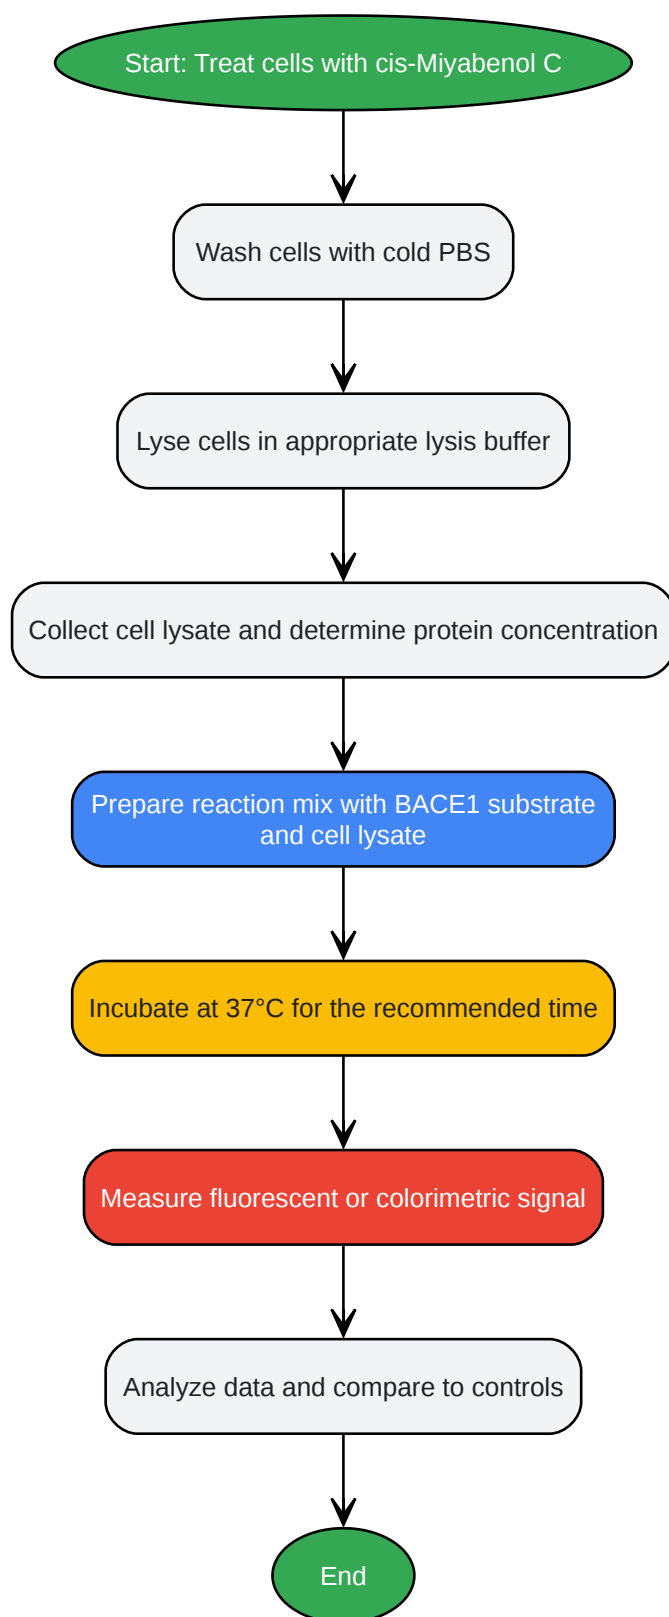 Start: Treat cells with cis-Miyabenol C
Wash cells with cold PBS
Lyse cells in appropriate lysis buffer
Collect cell lysate and determine protein concentration
Prepare reaction mix with BACE1 substrate
and cell lysate
Incubate at 37°C for the recommended time
Measure fluorescent or colorimetric signal
Analyze data and compare to controls
End